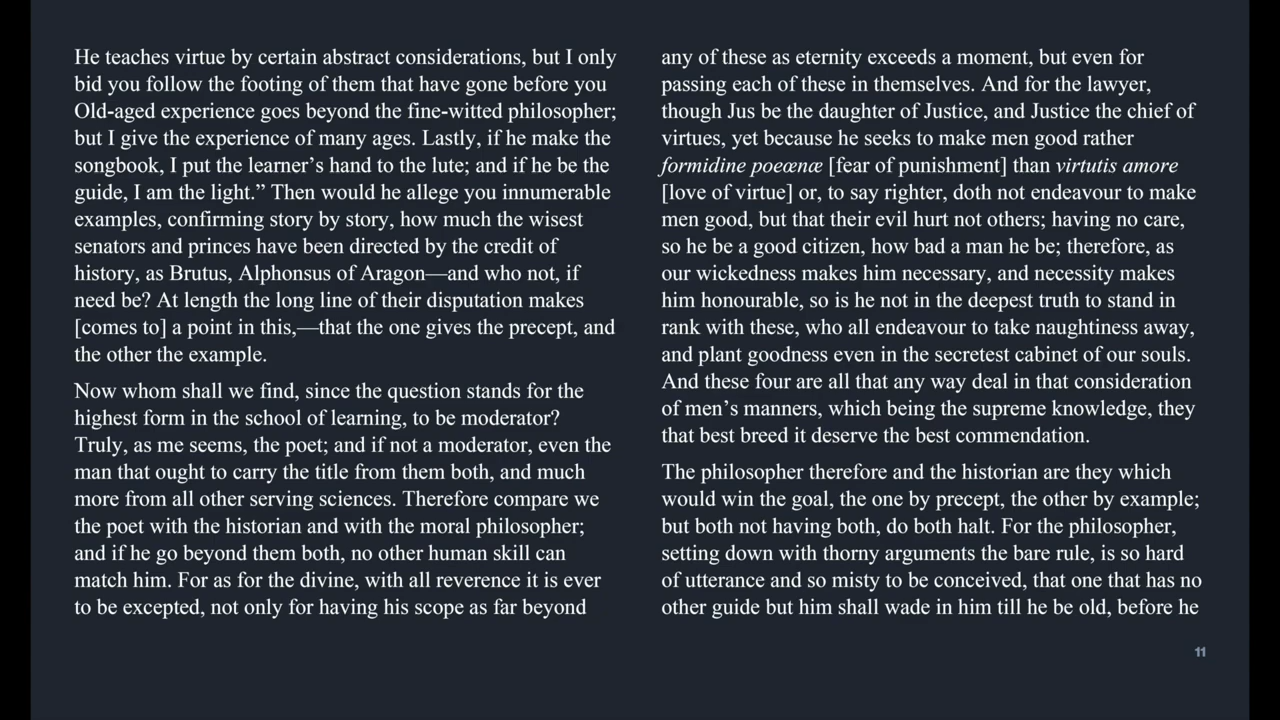 He teaches virtue by certain abstract considerations, but I only
bid you follow the footing of them that have gone before you
Old-aged experience goes beyond the fine-witted philosopher;
but I give the experience of many ages. Lastly, if he make the
songbook, I put the learner’s hand to the lute; and if he be the
guide, I am the light.” Then would he allege you innumerable
examples, confirming story by story, how much the wisest
senators and princes have been directed by the credit of
history, as Brutus, Alphonsus of Aragon—and who not, if
need be? At length the long line of their disputation makes
[comes to] a point in this,—that the one gives the precept, and
the other the example.
Now whom shall we find, since the question stands for the
highest form in the school of learning, to be moderator?
Truly, as me seems, the poet; and if not a moderator, even the
man that ought to carry the title from them both, and much
more from all other serving sciences. Therefore compare we
the poet with the historian and with the moral philosopher;
and if he go beyond them both, no other human skill can
match him. For as for the divine, with all reverence it is ever
to be excepted, not only for having his scope as far beyond
any of these as eternity exceeds a moment, but even for
passing each of these in themselves. And for the lawyer,
though Jus be the daughter of Justice, and Justice the chief of
virtues, yet because he seeks to make men good rather
formidine poeœnæ [fear of punishment] than virtutis amore
[love of virtue] or, to say righter, doth not endeavour to make
men good, but that their evil hurt not others; having no care,
so he be a good citizen, how bad a man he be; therefore, as
our wickedness makes him necessary, and necessity makes
him honourable, so is he not in the deepest truth to stand in
rank with these, who all endeavour to take naughtiness away,
and plant goodness even in the secretest cabinet of our souls.
And these four are all that any way deal in that consideration
of men’s manners, which being the supreme knowledge, they
that best breed it deserve the best commendation.
The philosopher therefore and the historian are they which
would win the goal, the one by precept, the other by example;
but both not having both, do both halt. For the philosopher,
setting down with thorny arguments the bare rule, is so hard
of utterance and so misty to be conceived, that one that has no
other guide but him shall wade in him till he be old, before he
11